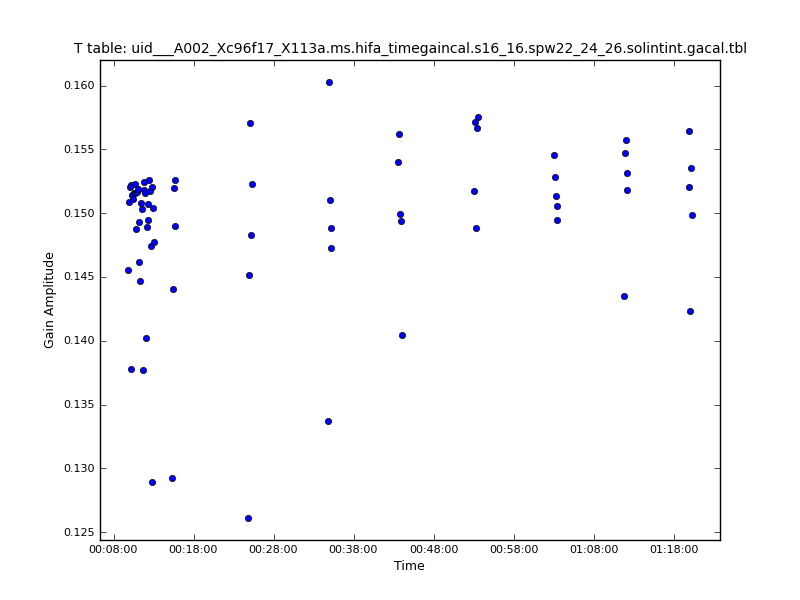 T table: uid___A002_Xc96f17_X113a.ms.hifa_timegaincal.s16_16.spw22_24_26.solintint.gacal.tbl
0.160
0.155
0.150
0.145
0.140
0.135
0.130
0.125
Gain Amplitude
00:08:00 00:18:00 00:28:00 00:38:00 00:48:00 00:58:00 01:08:00 01:18:00
Time